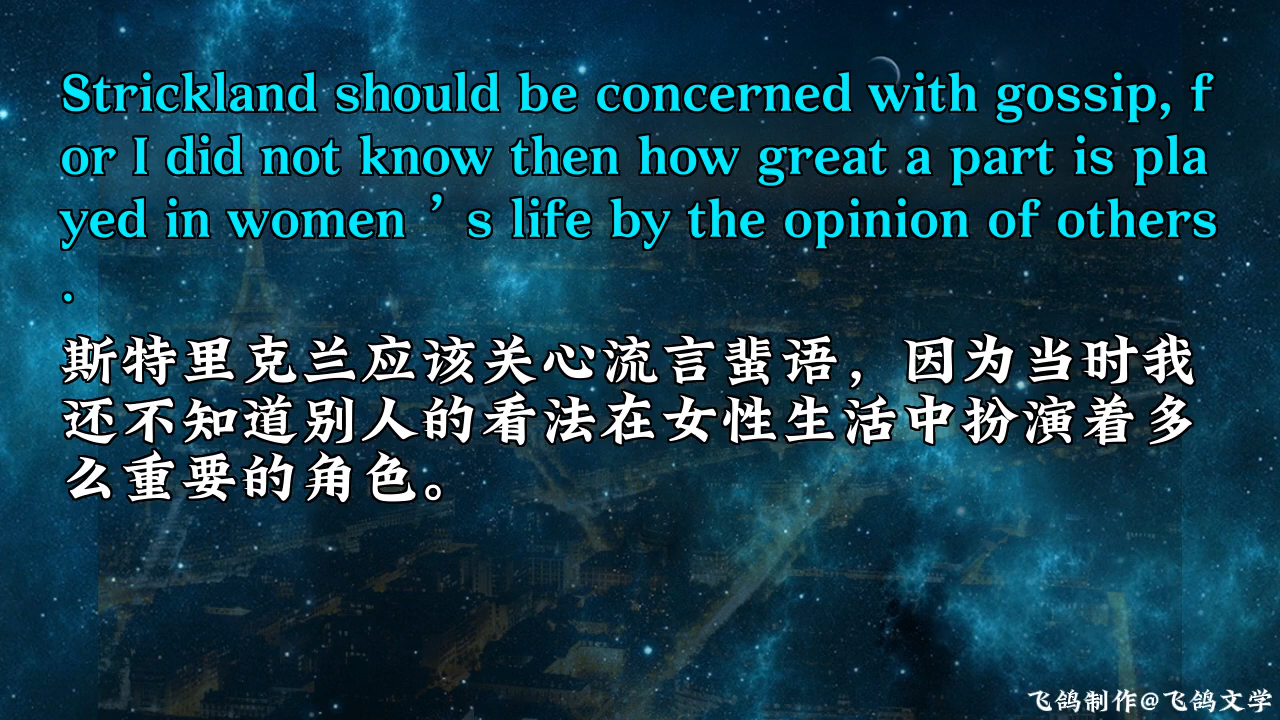 Strickland should be concerned with gossip, f
or I did not know then how great a part is pla
yed in women ’ s life by the opinion of others
.
斯特里克兰应该关心流言蜚语，因为当时我
还不知道别人的看法在女性生活中扮演着多
么重要的角色。
飞鸽制作@飞鸽文学